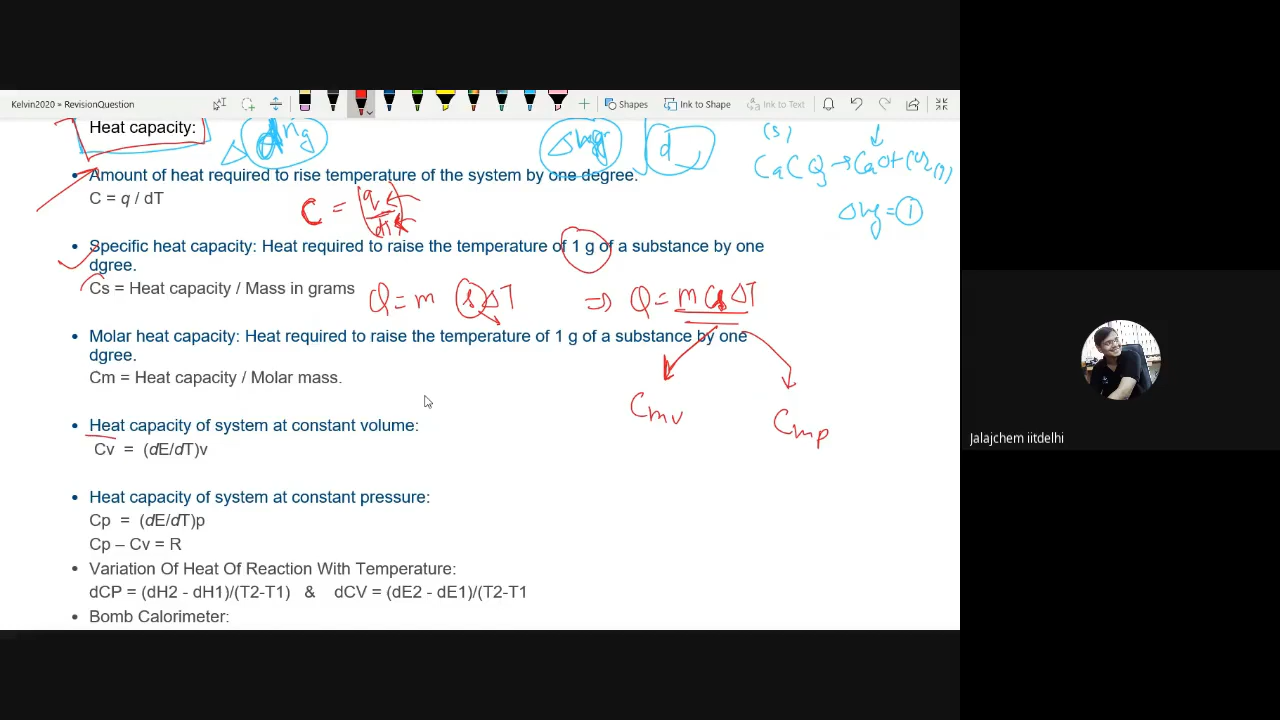 Kelvin2020 » RevisionQuestion
Shapes
Ink to Shape
Ink to Text
Heat capacity:
(s)
Δng = 1
• Amount of heat required to rise temperature of the system by one degree.
C = q / dT
C = q/dT
• Specific heat capacity: Heat required to raise the temperature of 1 g of a substance by one
dgree.
Cs = Heat capacity / Mass in grams
Q = m s ΔT ⇒ Q = m Cs ΔT
• Molar heat capacity: Heat required to raise the temperature of 1 g of a substance by one
dgree.
Cm = Heat capacity / Molar mass.
Cmv
Cmp
• Heat capacity of system at constant volume:
Cv = (dE/dT)v
• Heat capacity of system at constant pressure:
Cp = (dE/dT)p
Cp – Cv = R
• Variation Of Heat Of Reaction With Temperature:
dCP = (dH2 - dH1)/(T2-T1) & dCV = (dE2 - dE1)/(T2-T1
• Bomb Calorimeter:
Jalajchem iitdelhi